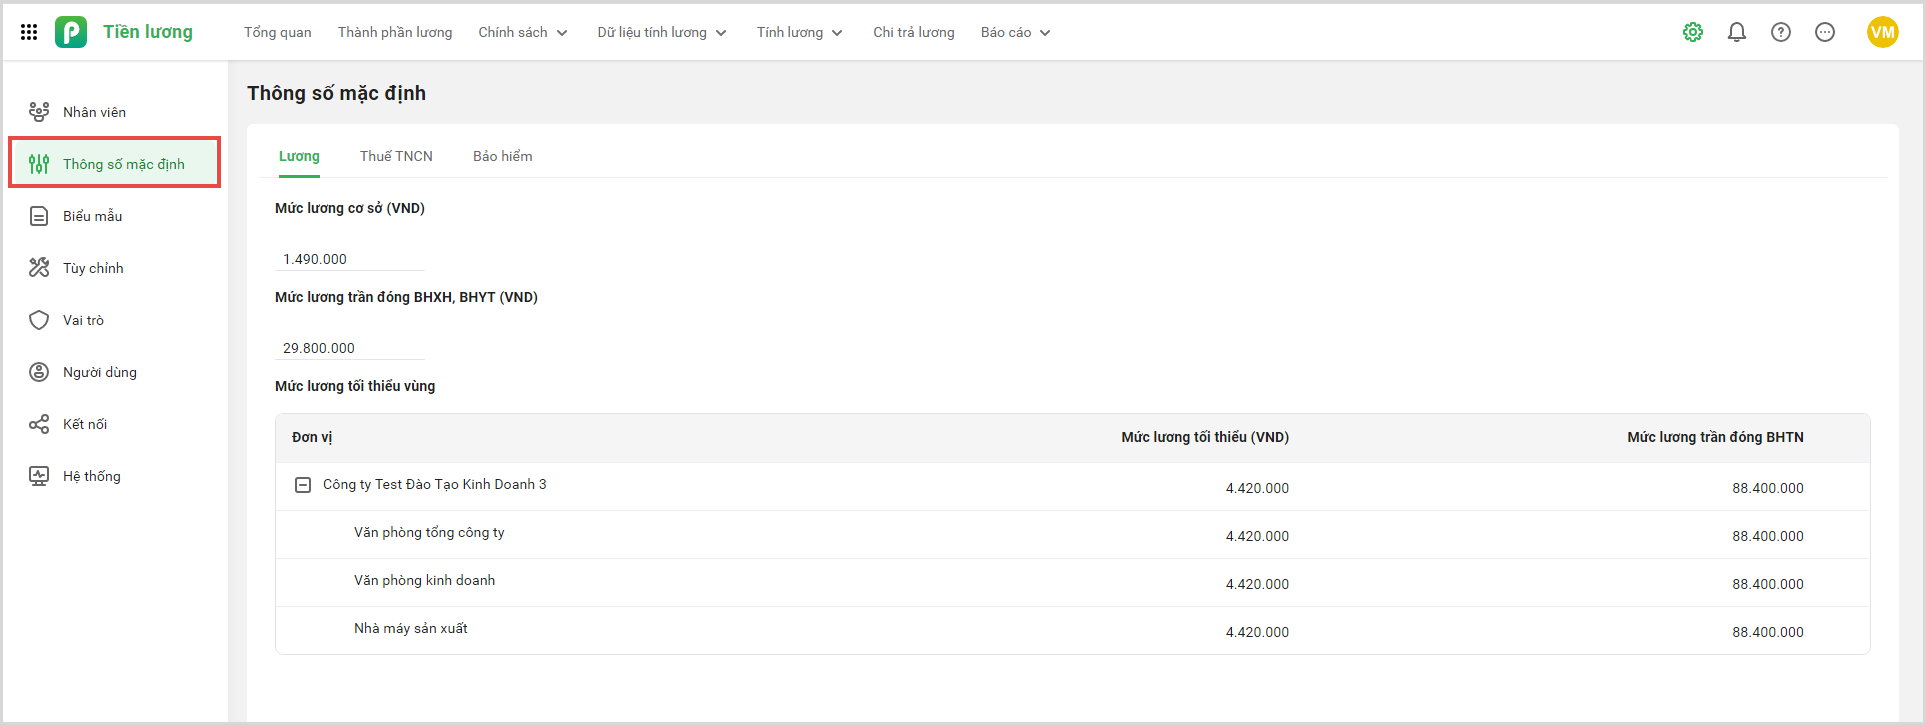 Tiền lương
Tổng quan Thành phần lương Chính sách Dữ liệu tính lương Tính lương Chi trả lương Báo cáo
VM
Nhân viên
Thông số mặc định
Biểu mẫu
Tùy chỉnh
Vai trò
Người dùng
Kết nối
Hệ thống
Thông số mặc định
Lương Thuế TNCN Bảo hiểm
Mức lương cơ sở (VND)
1.490.000
Mức lương trần đóng BHXH, BHYT (VND)
29.800.000
Mức lương tối thiểu vùng
Đơn vị Mức lương tối thiểu (VND) Mức lương trần đóng BHTN
Công ty Test Đào Tạo Kinh Doanh 3 4.420.000 88.400.000
Văn phòng tổng công ty 4.420.000 88.400.000
Văn phòng kinh doanh 4.420.000 88.400.000
Nhà máy sản xuất 4.420.000 88.400.000